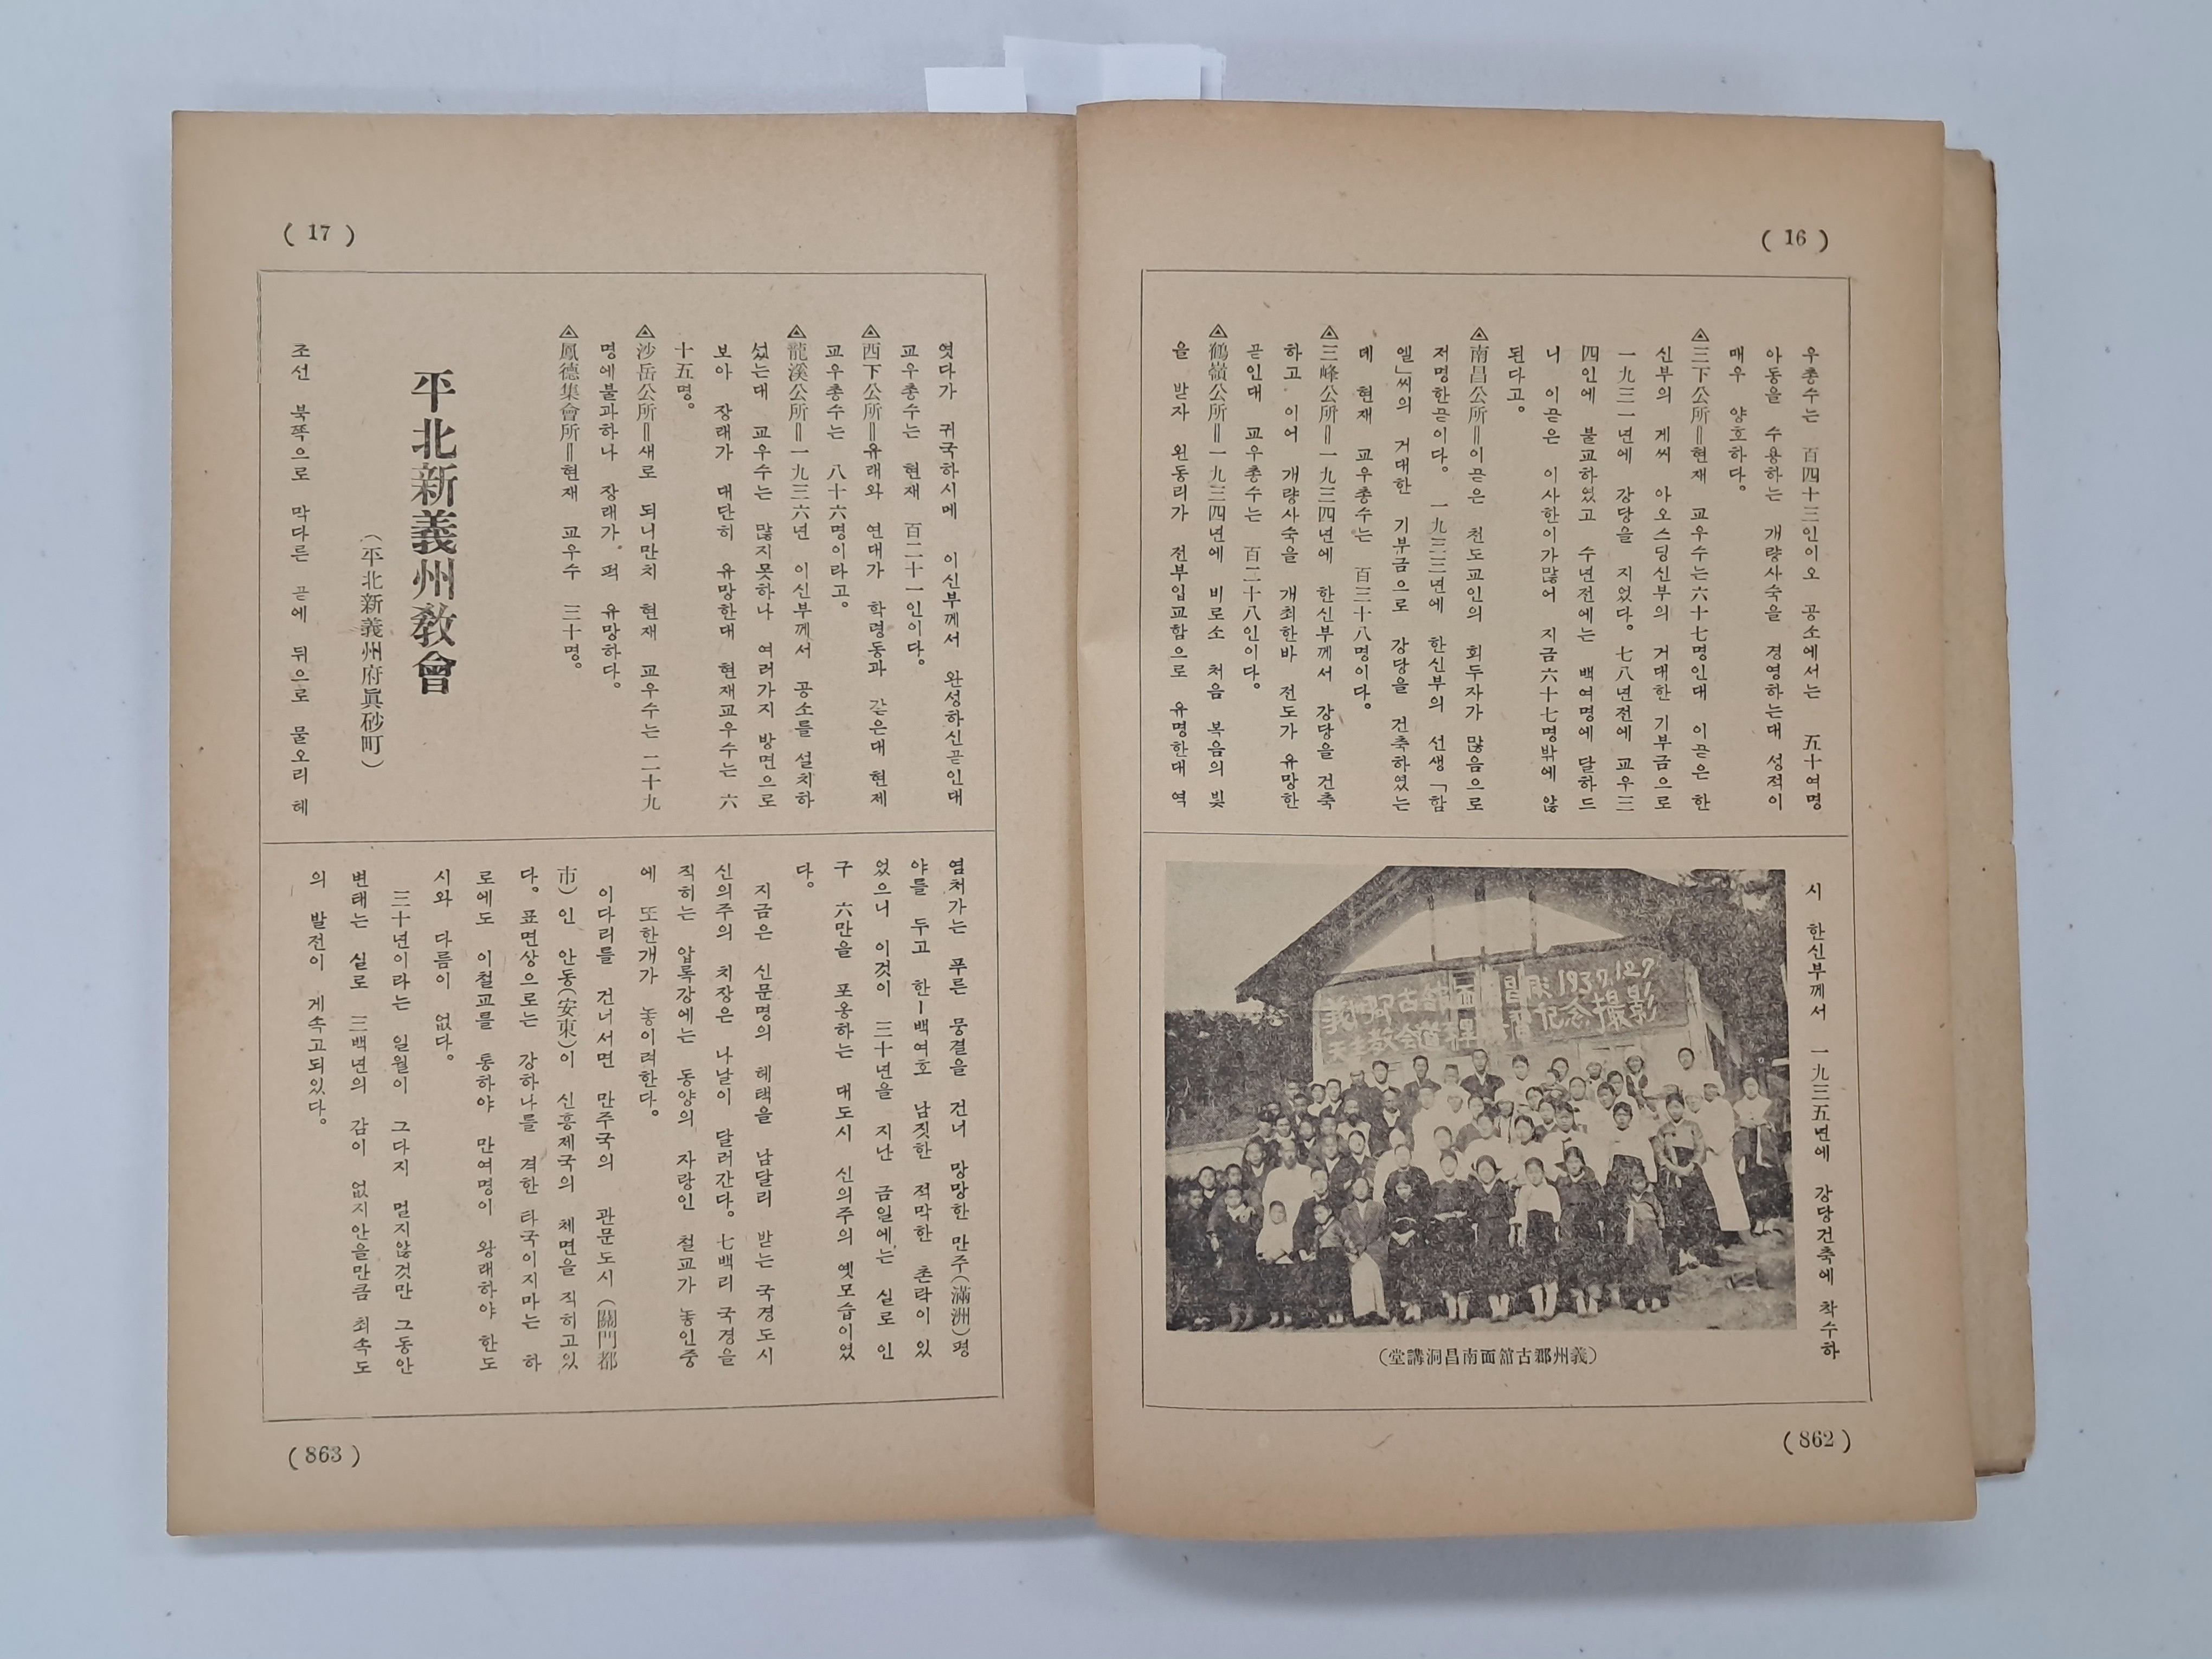 ( 16 )
우총수는 百四十三인이오 공소에서는 五十여명
아동을 수용하는 개량사숙을 경영하는대 성적이
매우 양호하다。
◬三下公所＝현재 교우수는六十七명인대 이곧은 한
신부의 게씨 아오스딩신부의 거대한 기부금으로
一九三一년에 강당을 지었다。七八년전에 교우三
四인에 불교하였고 수년전에는 백여명에 달하드
니 이곧은 이사한이가많어 지금六十七명밖에 않
된다고。
◬南昌公所＝이곧은 천도교인의 회두자가 많음으로
저명한곧이다。 一九三三년에 한신부의 선생「함
엘」씨의 거대한 기부금으로 강당을 건축하였는
데 현재 교우총수는 百三十八명이다。
◬三峰公所＝一九三四년에 한신부께서 강당을 건축
하고 이어 개량사숙을 개최한바 전도가 유망한
곧인대 교우총수는 百二十八인이다。
◬鶴嶺公所＝一九三四년에 비로소 처음 복음의 빛
을 받자 왼동리가 전부입교함으로 유명한대 역
시 한신부께서 一九三五년에 강당건축에 착수하
1937.12.7
記念撮影
天主敎会
(義州郡古舘面南昌洞講堂)
( 862 )
( 17 )
엿다가 귀국하시메 이신부께서 완성하신곧인대
교우총수는 현재 百二十一인이다。
◬西下公所＝유래와 연대가 학령동과 같은대 현제
교우총수는 八十六명이라고。
◬龍溪公所＝一九三六년 이신부께서 공소를 설치하
섰는대 교우수는 많지못하나 여러가지 방면으로
보아 장래가 대단히 유망한대 현재교우수는 六
十五명。
◬沙岳公所＝새로 되니만치 현재 교우수는 二十九
명에불과하나 장래가 퍽 유망하다。
◬鳳德集會所＝현재 교우수 三十명。
平北新義州敎會
(平北新義州府眞砂町)
조선 북쪽으로 막다른 곧에 뒤으로 물오리 헤
염처가는 푸른 뭉결을 건너 망망한 만주(滿洲)평
야를 두고 한ー백여호 남짓한 적막한 촌락이 있
었으니 이것이 三十년을 지난 금일에는 실로 인
구 六만을 포옹하는 대도시 신의주의 옛모습이였
다。
지금은 신문명의 헤택을 남달리 받는 국경도시
신의주의 치장은 나날이 달러간다。七백리 국경을
직히는 압록강에는 동양의 자랑인 철교가 놓인중
에 또한개가 놓이려한다。
이다리를 건너서면 만주국의 관문도시(關門都
市)인 안동(安東)이 신흥제국의 체면을 직히고있
다。표면상으로는 강하나를 격한 타국이지마는 하
로에도 이철교를 통하야 만여명이 왕래하야 한도
시와 다름이 없다。
三十년이라는 일월이 그다지 멀지않것만 그동안
변태는 실로 三백년의 감이 없지안을만큼 최속도
의 발전이 게속고되있다。
( 863 )